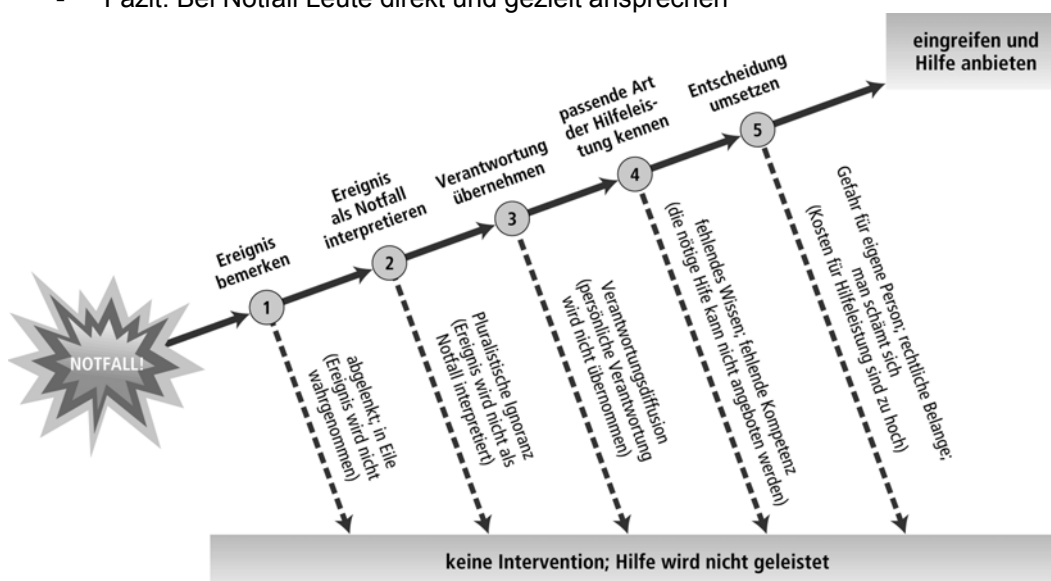 - Fazit: Bei Notfall Leute direkt und gezielt ansprechen
eingreifen und
Hilfe anbieten
Entscheidung
umsetzen
passende Art
der Hilfeleis-
tung kennen
Verantwortung
übernehmen
Ereignis
als Notfall
interpretieren
Ereignis
bemerken
NOTFALL!
1
2
3
4
5
abgelenkt; in Eile
(Ereignis wird nicht
wahrgenommen)
Pluralistische Ignoranz
(Ereignis wird nicht als
Notfall interpretiert)
Verantwortungsdiffusion
(persönliche Verantwortung
wird nicht übernommen)
fehlendes Wissen; fehlende Kompetenz
(die nötige Hife kann nicht angeboten werden)
Gefahr für eigene Person; rechtliche Belange;
man schämt sich
(Kosten für Hilfeleistung sind zu hoch)
keine Intervention; Hilfe wird nicht geleistet